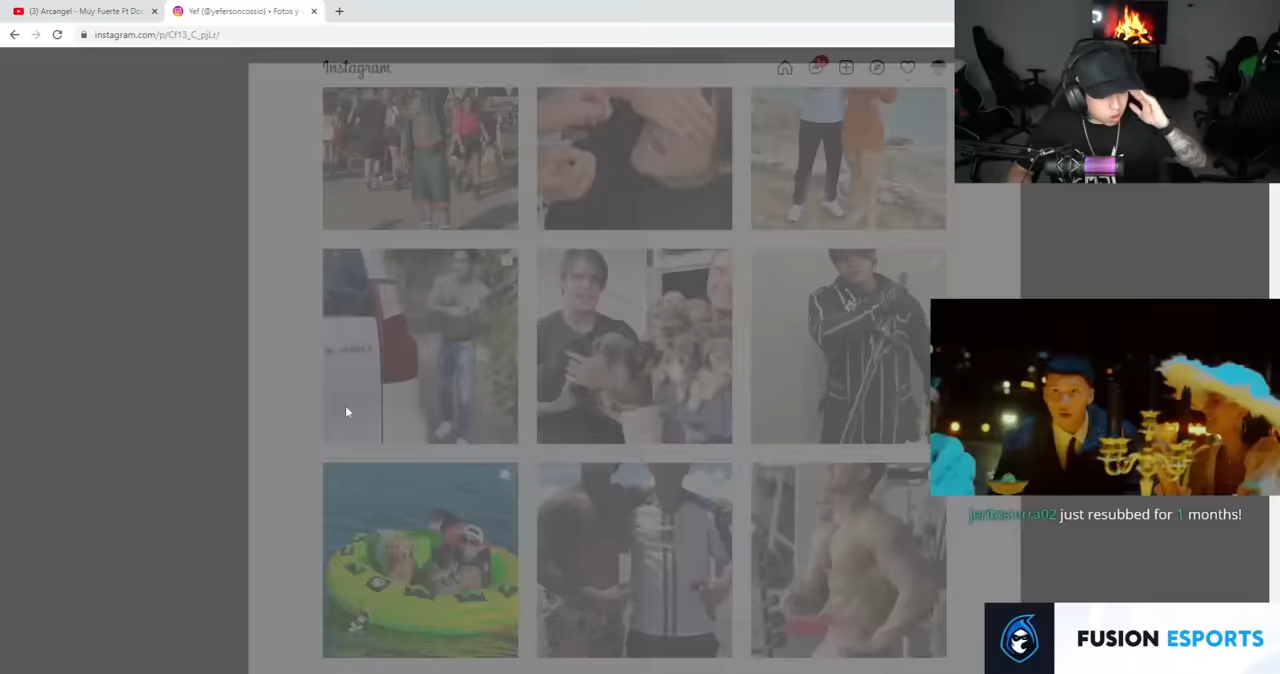 (3) Arcangel - Muy Fuerte Ft Do
Yef (@yefersoncossio) • Fotos y
instagram.com/p/Cf13_C_pjLr/
Instagram
jeritosierra02 just resubbed for 1 months!
FUSION ESPORTS